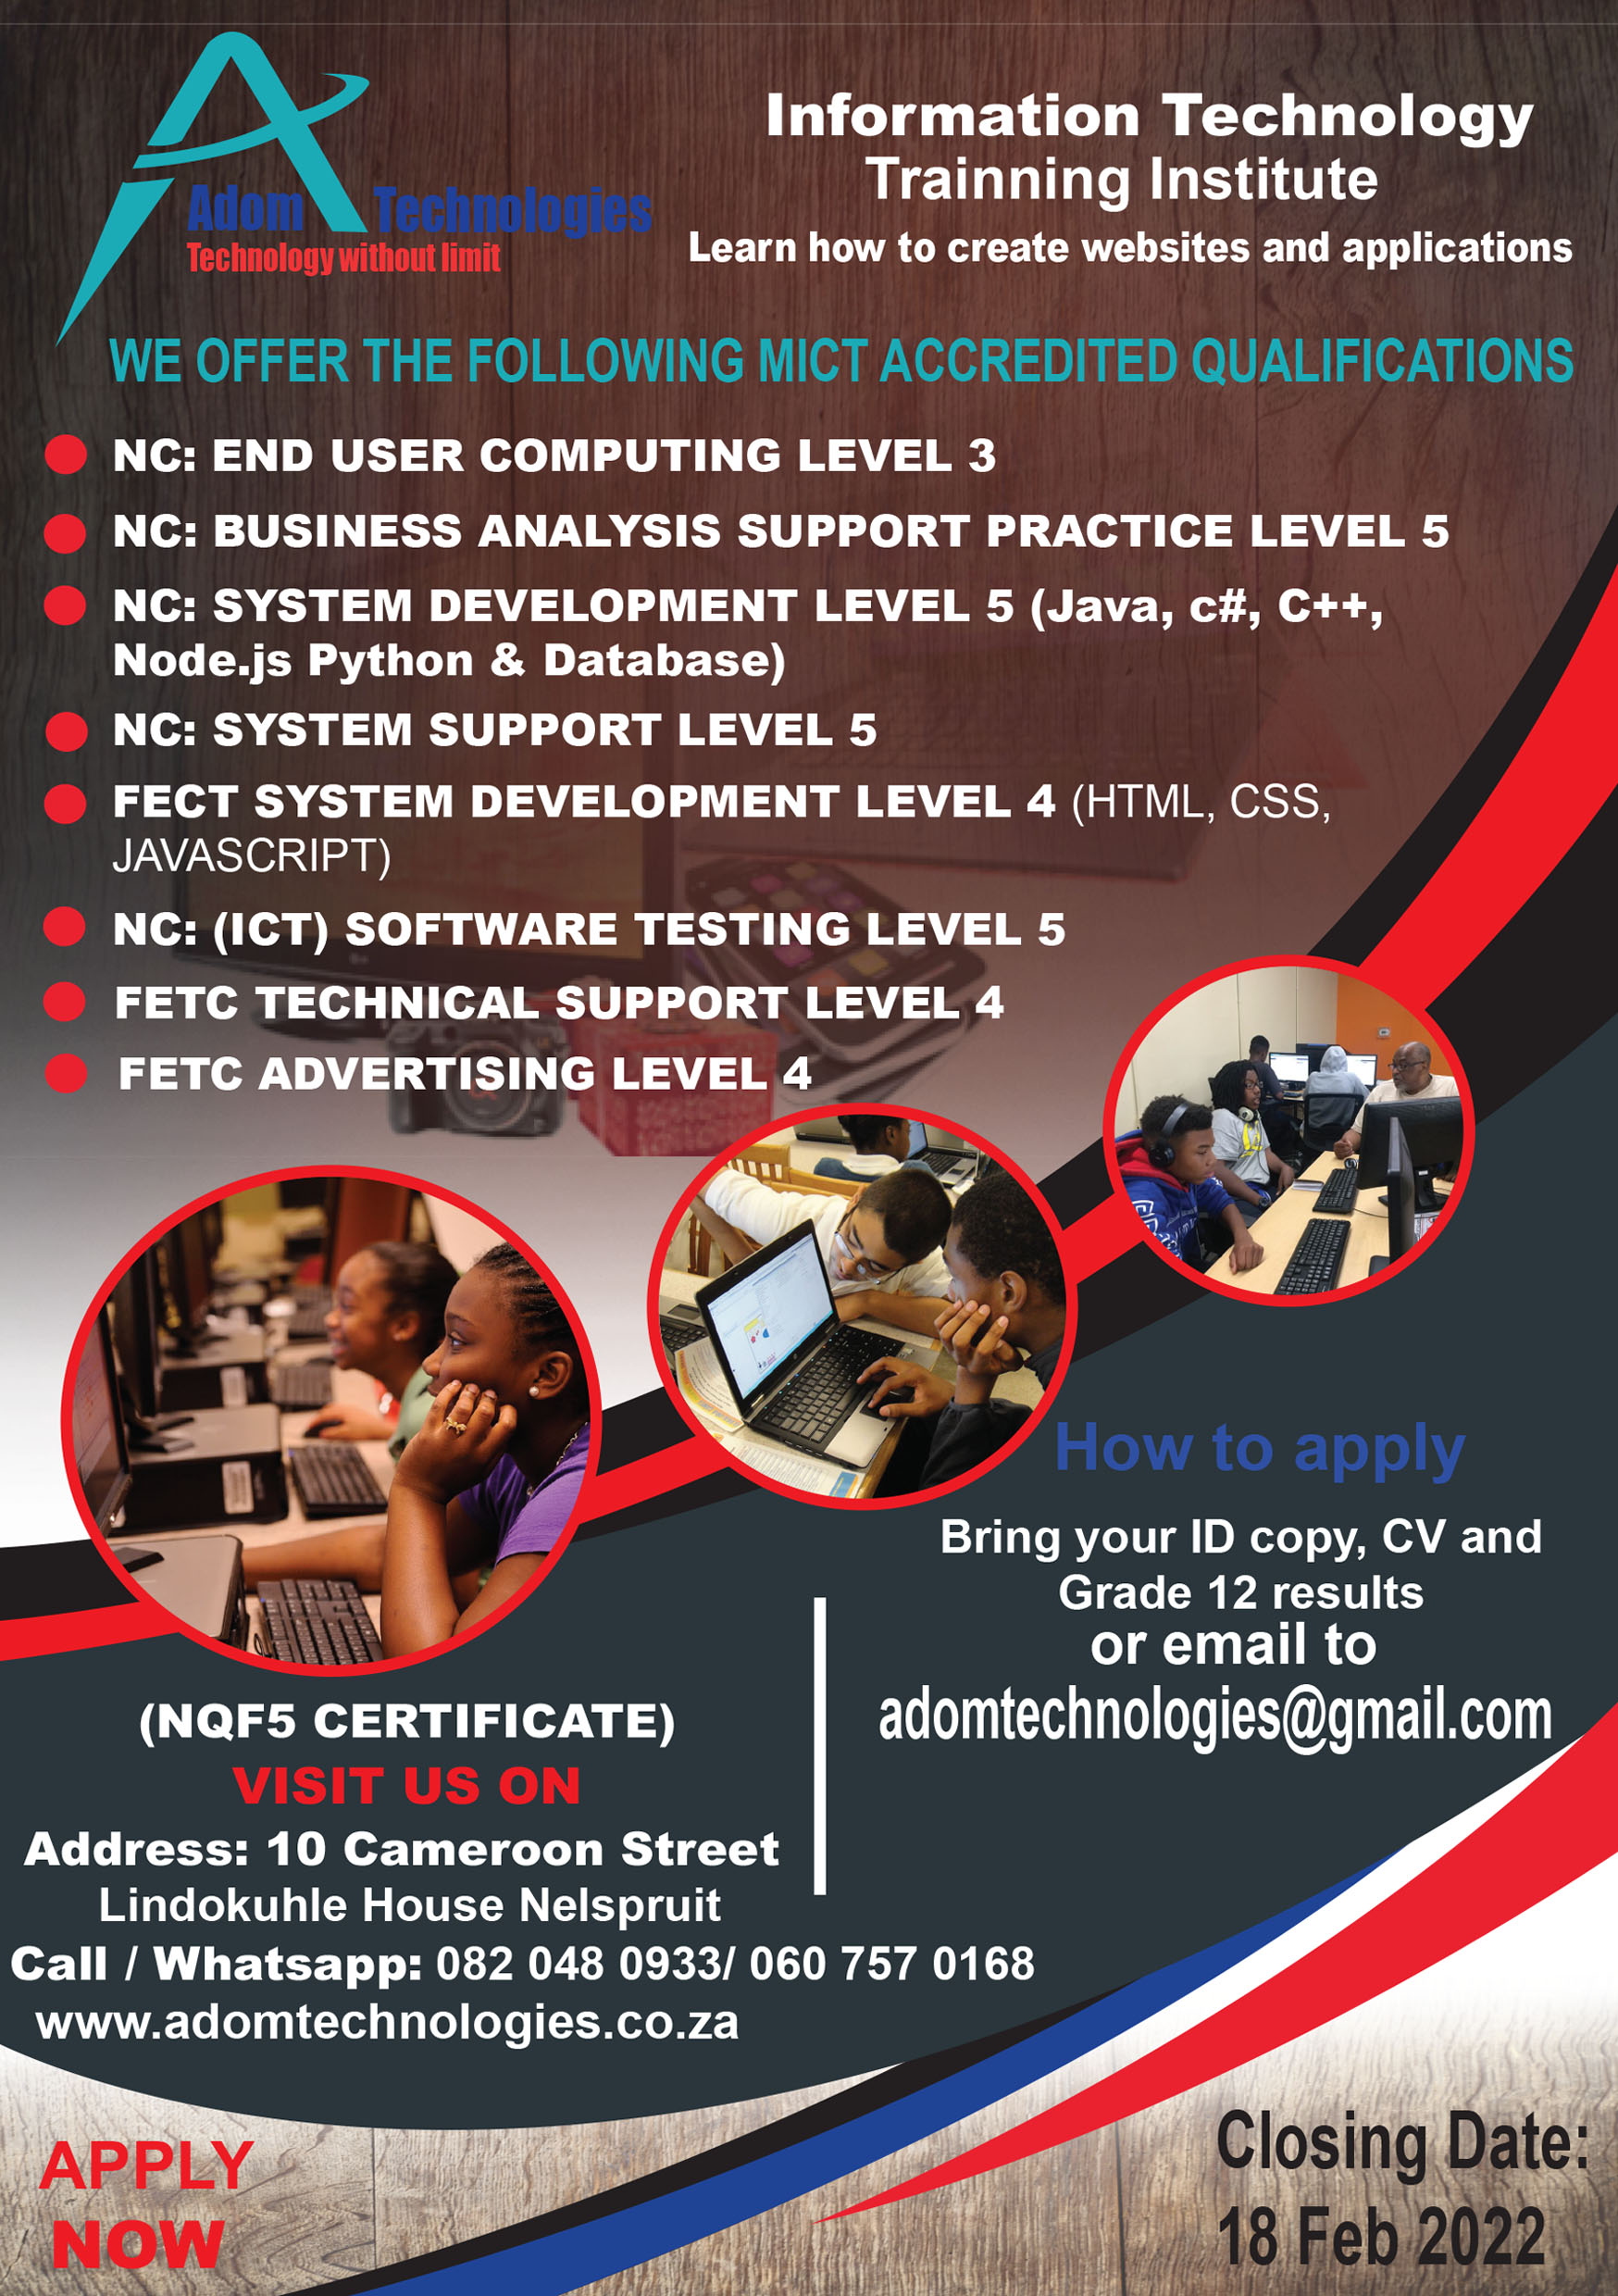 Adom Technologies
Technology without limit
Information Technology
Trainning Institute
Learn how to create websites and applications
WE OFFER THE FOLLOWING MICT ACCREDITED QUALIFICATIONS
NC: END USER COMPUTING LEVEL 3
NC: BUSINESS ANALYSIS SUPPORT PRACTICE LEVEL 5
NC: SYSTEM DEVELOPMENT LEVEL 5 (Java, c#, C++,
Node.js Python & Database)
NC: SYSTEM SUPPORT LEVEL 5
FECT SYSTEM DEVELOPMENT LEVEL 4 (HTML, CSS,
JAVASCRIPT)
NC: (ICT) SOFTWARE TESTING LEVEL 5
FETC TECHNICAL SUPPORT LEVEL 4
FETC ADVERTISING LEVEL 4
How to apply
Bring your ID copy, CV and
Grade 12 results
or email to
adomtechnologies@gmail.com
(NQF5 CERTIFICATE)
VISIT US ON
Address: 10 Cameroon Street
Lindokuhle House Nelspruit
Call / Whatsapp: 082 048 0933/ 060 757 0168
www.adomtechnologies.co.za
APPLY
NOW
Closing Date:
18 Feb 2022